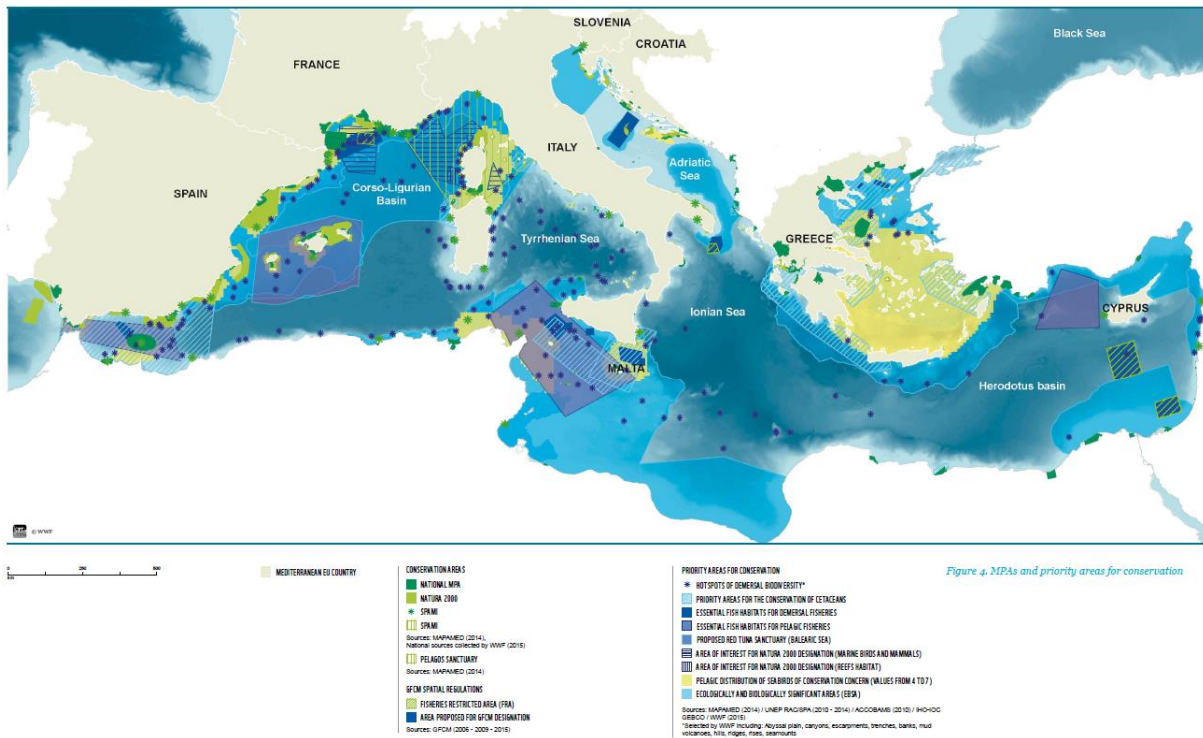 SLOVENIA
CROATIA
Black Sea
FRANCE
ITALY
Adriatic
Sea
SPAIN
Corso-Ligurian
Basin
Tyrrhenian Sea
GREECE
Ionian Sea
CYPRUS
MALTA
Herodotus basin
© WWF
0 250 500
MEDITERRANEAN EU COUNTRY
CONSERVATION AREAS
NATIONAL MPA
NATURA 2000
SPAMI
SPAMI
Sources: MAPAMED (2014),
National sources collected by WWF (2015)
PELAGOS SANCTUARY
Sources: MAPAMED (2014)
GFCM SPATIAL REGULATIONS
FISHERIES RESTRICTED AREA (FRA)
AREA PROPOSED FOR GFCM DESIGNATION
Sources: GFCM (2006 - 2009 - 2015)
PRIORITY AREAS FOR CONSERVATION
HOTSPOTS OF DEMERSAL BIODIVERSITY*
PRIORITY AREAS FOR THE CONSERVATION OF CETACEANS
ESSENTIAL FISH HABITATS FOR DEMERSAL FISHERIES
ESSENTIAL FISH HABITATS FOR PELAGIC FISHERIES
PROPOSED RED TUNA SANCTUARY (BALEARIC SEA)
AREA OF INTEREST FOR NATURA 2000 DESIGNATION (MARINE BIRDS AND MAMMALS)
AREA OF INTEREST FOR NATURA 2000 DESIGNATION (REEFS HABITAT)
PELAGIC DISTRIBUTION OF SEABIRDS OF CONSERVATION CONCERN (VALUES FROM 4 TO 7)
ECOLOGICALLY AND BIOLOGICALLY SIGNIFICANT AREAS (EBSA)
Sources: MAPAMED (2014) / UNEP RAC/SPA (2010 - 2014) / ACCOBAMS (2010) / IHO-IOC
GEBCO / WWF (2015)
*Selected by WWF including: Abyssal plain, canyons, escarpments, trenches, banks, mud
volcanoes, hills, ridges, rises, seamounts
Figure 4. MPAs and priority areas for conservation